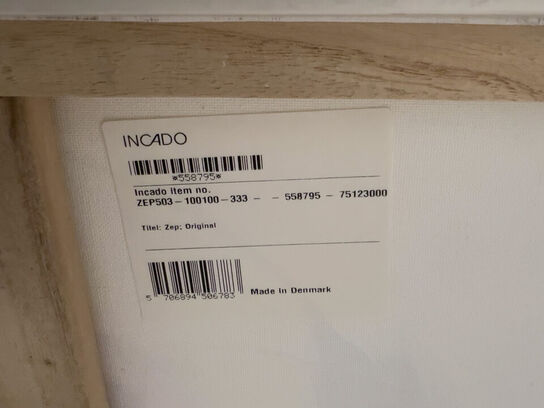 INCADO
*558795*
Incado Item no.
ZEP503-100100-333 - - 558795 - 75123000
Titel: Zep: Original
5 706894 506783
Made in Denmark